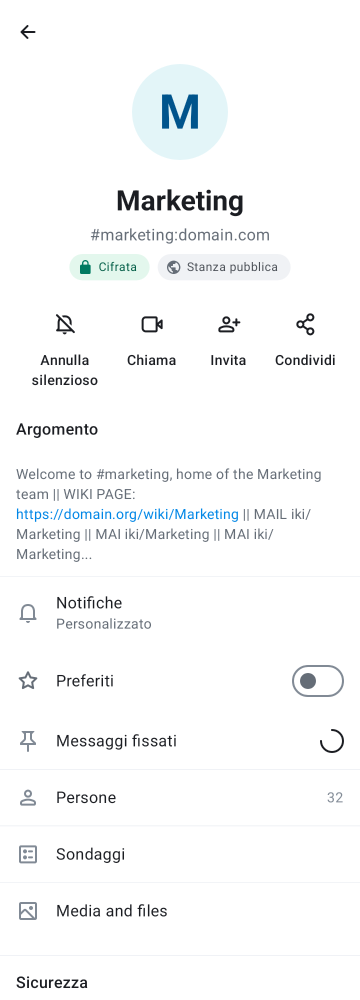 M
Marketing
#marketing:domain.com
Cifrata
Stanza pubblica
Annulla
silenzioso
Chiama
Invita
Condividi
Argomento
Welcome to #marketing, home of the Marketing
team || WIKI PAGE:
https://domain.org/wiki/Marketing || MAIL iki/
Marketing || MAI iki/Marketing || MAI iki/
Marketing...
Notifiche
Personalizzato
Preferiti
Messaggi fissati
Persone
32
Sondaggi
Media and files
Sicurezza